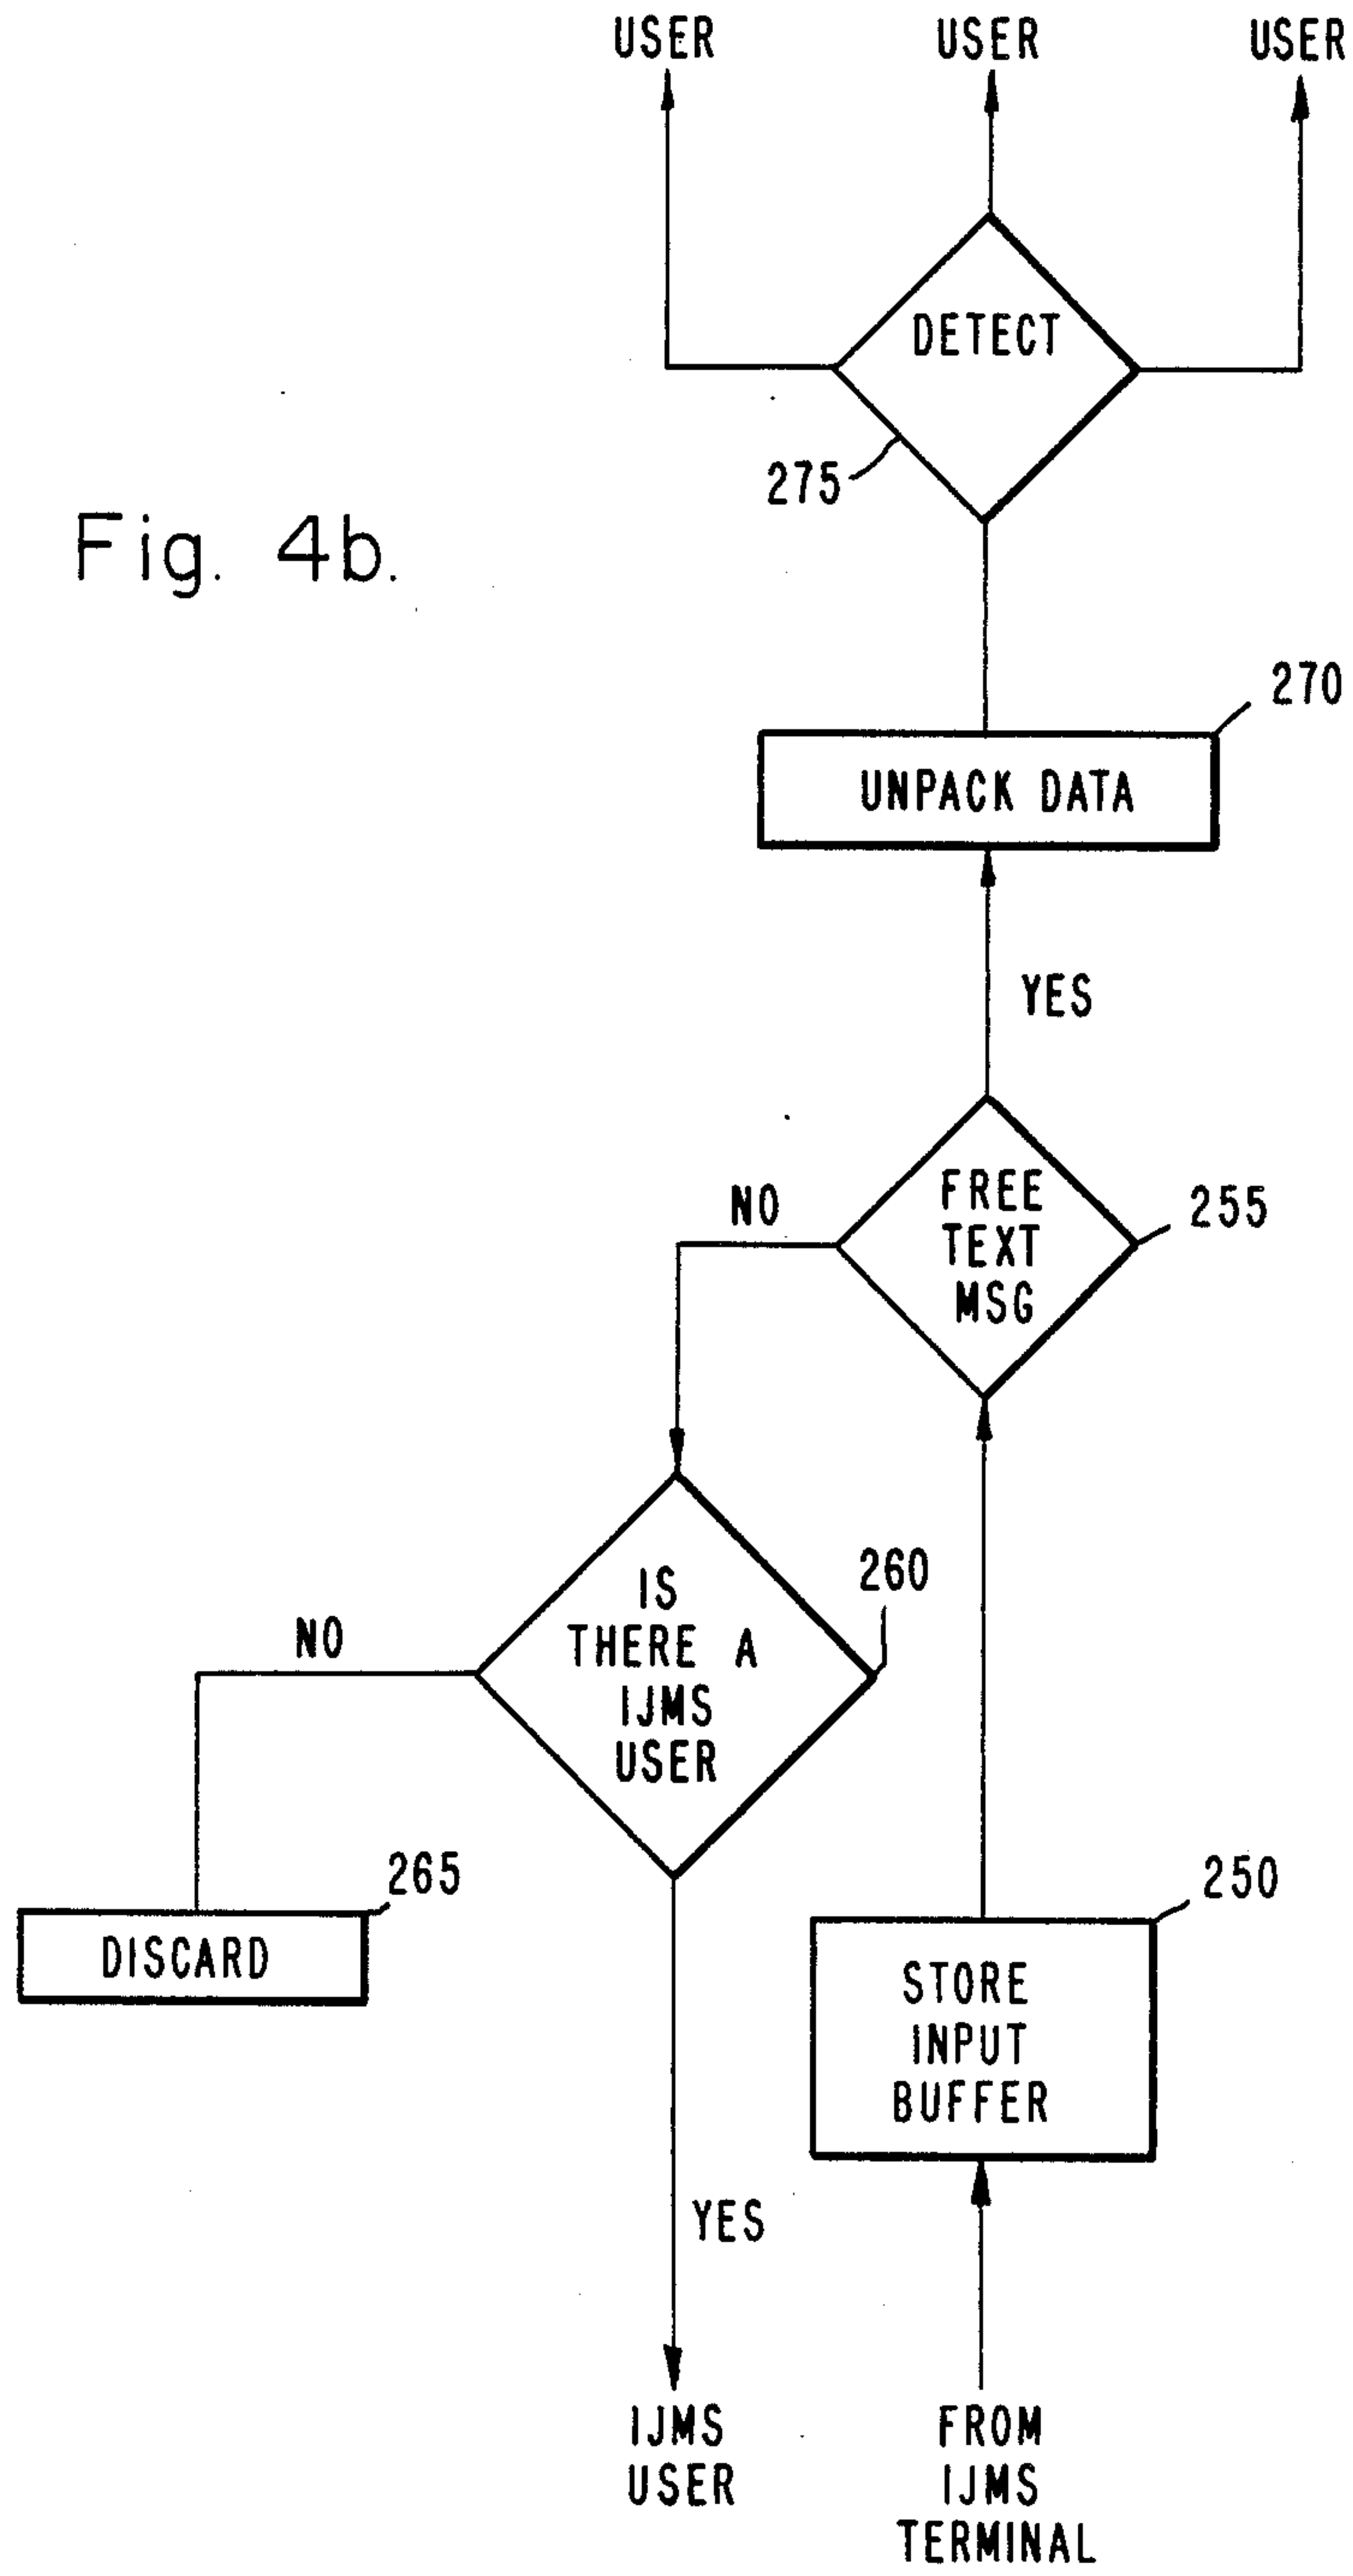 USER
USER
USER
DETECT
275
Fig. 4b.
270
UNPACK DATA
YES
NO
FREE
TEXT
MSG
255
IS
THERE A
IJMS
USER
260
NO
265
DISCARD
250
STORE
INPUT
BUFFER
YES
IJMS
USER
FROM
IJMS
TERMINAL